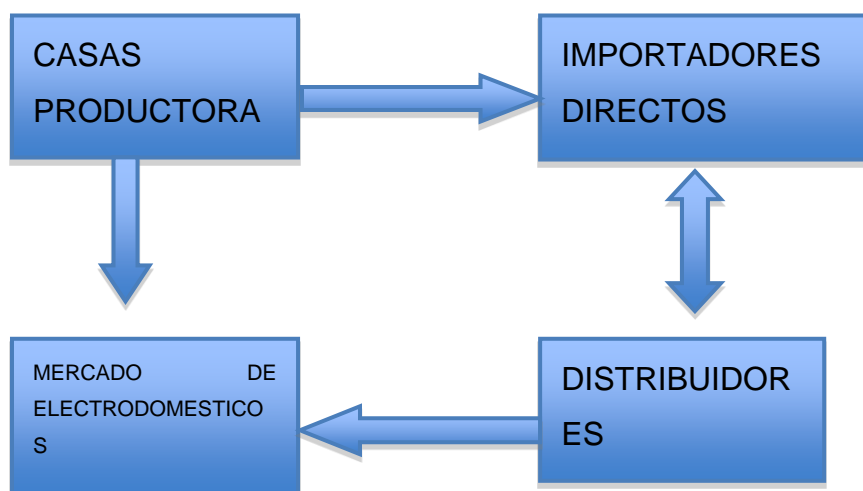 CASAS
PRODUCTORA
IMPORTADORES
DIRECTOS
MERCADO DE
ELECTRODOMESTICO
S
DISTRIBUIDOR
ES